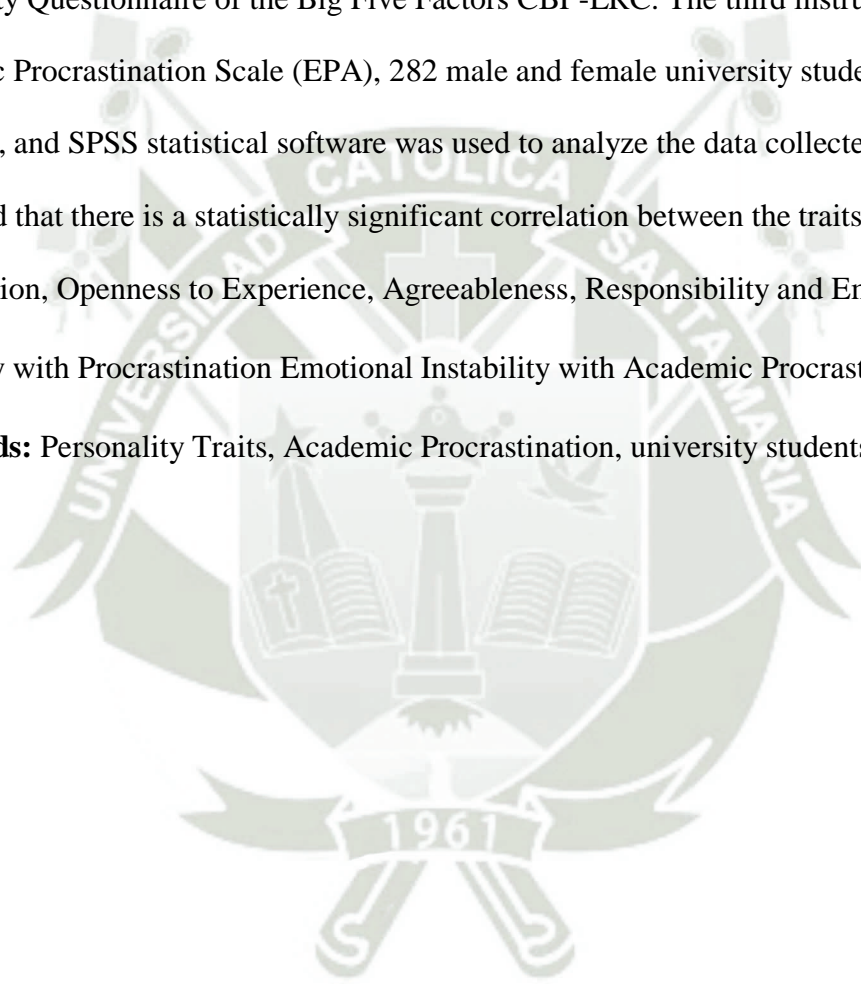 y Questionnaire of the Big Five Factors The third instru
c Procrastination Scale (EPA), 282 male and female university stude
, and SPSS statistical software was used to analyze the data collecte
d that there is a statistically significant correlation between the traits
ion, Openness to Experience, Agreeableness, Responsibility and En
y with Procrastination Emotional Instability with Academic Procrast
ds: Personality Traits, Academic Procrastination, university students
UNIVERSIDAD
CATOLICA
SANTA MARIA
1961